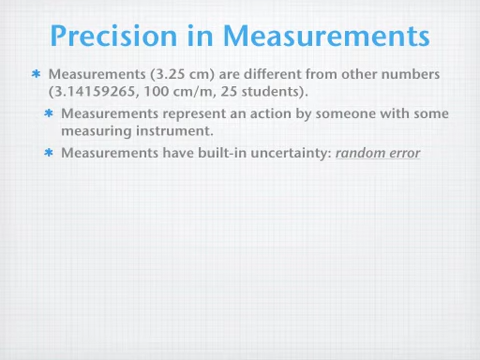 Precision in Measurements
✱ Measurements (3.25 cm) are different from other numbers
(3.14159265, 100 cm/m, 25 students).
✱ Measurements represent an action by someone with some
measuring instrument.
✱ Measurements have built-in uncertainty: random error